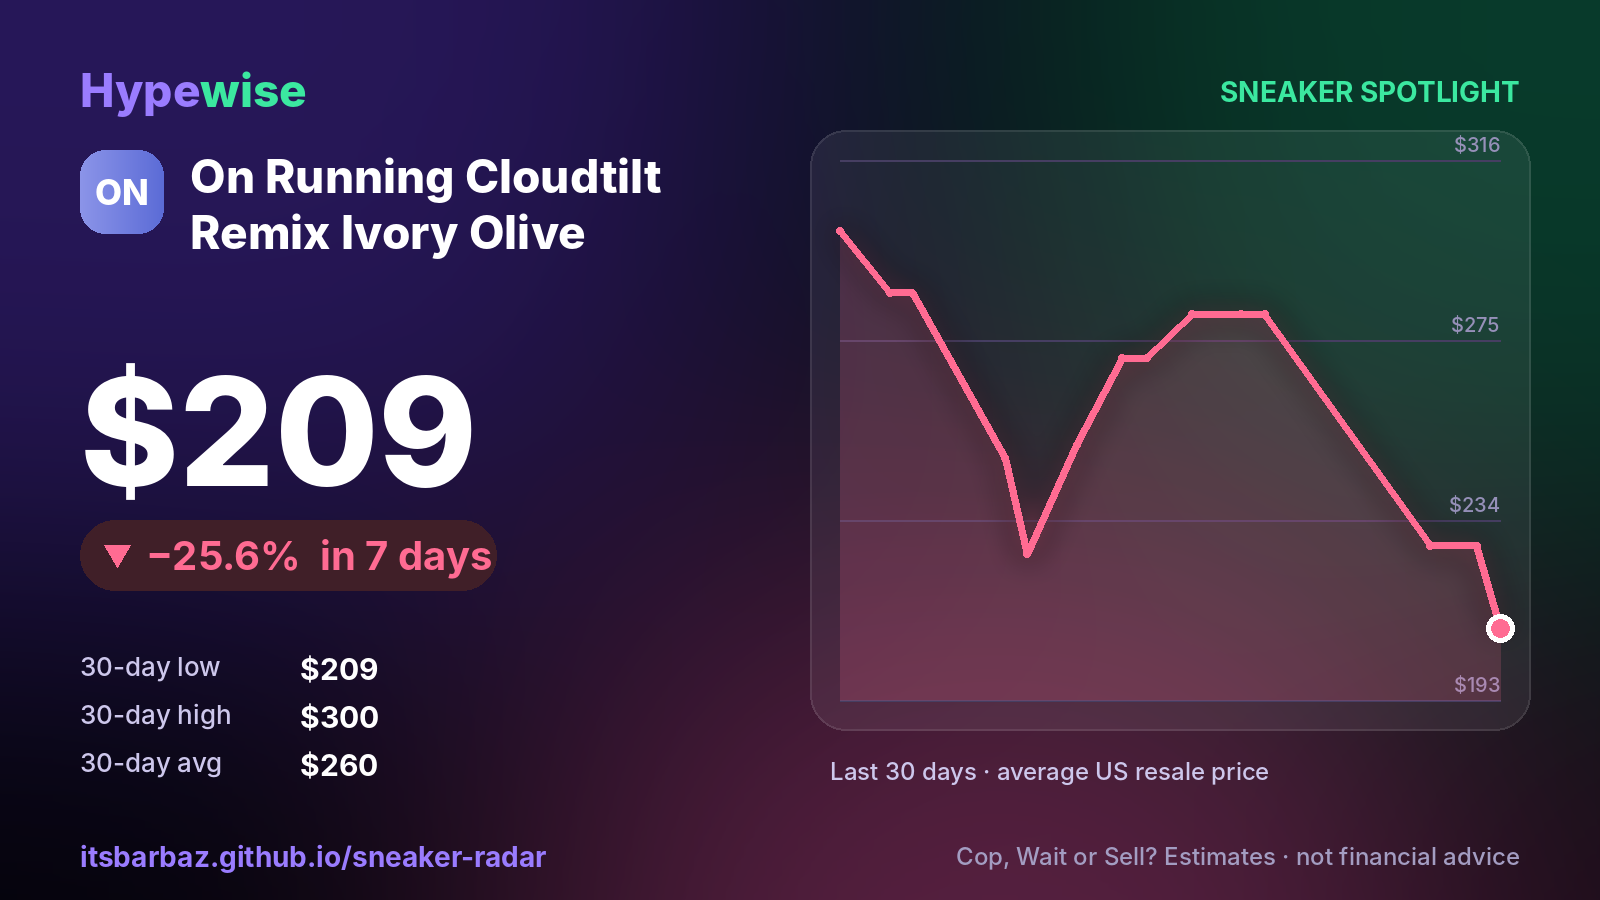 Hypewise
SNEAKER SPOTLIGHT
ON
On Running Cloudtilt
Remix Ivory Olive
$209
▼ −25.6% in 7 days
30-day low $209
30-day high $300
30-day avg $260
$316
$275
$234
$193
Last 30 days · average US resale price
itsbarbaz.github.io/sneaker-radar
Cop, Wait or Sell? Estimates · not financial advice